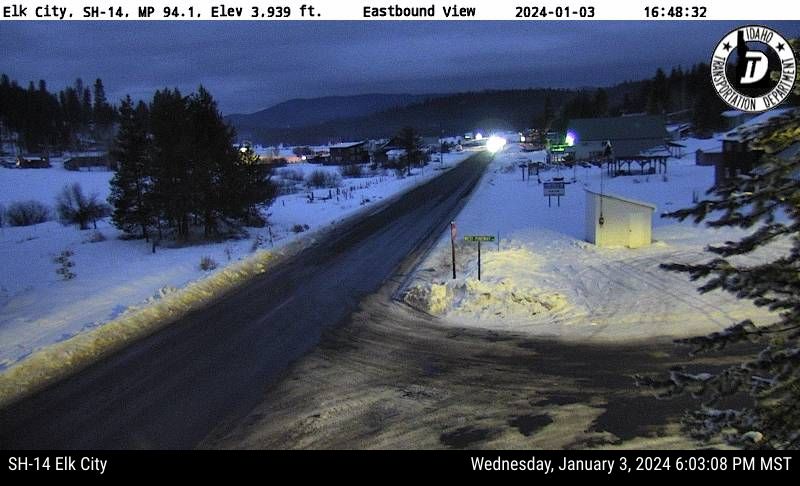 Elk City, SH-14, MP 94.1, Elev 3,939 ft. Eastbound View 2024-01-03 16:48:32
IDAHO
TRANSPORTATION DEPARTMENT
SH-14 Elk City Wednesday, January 3, 2024 6:03:08 PM MST